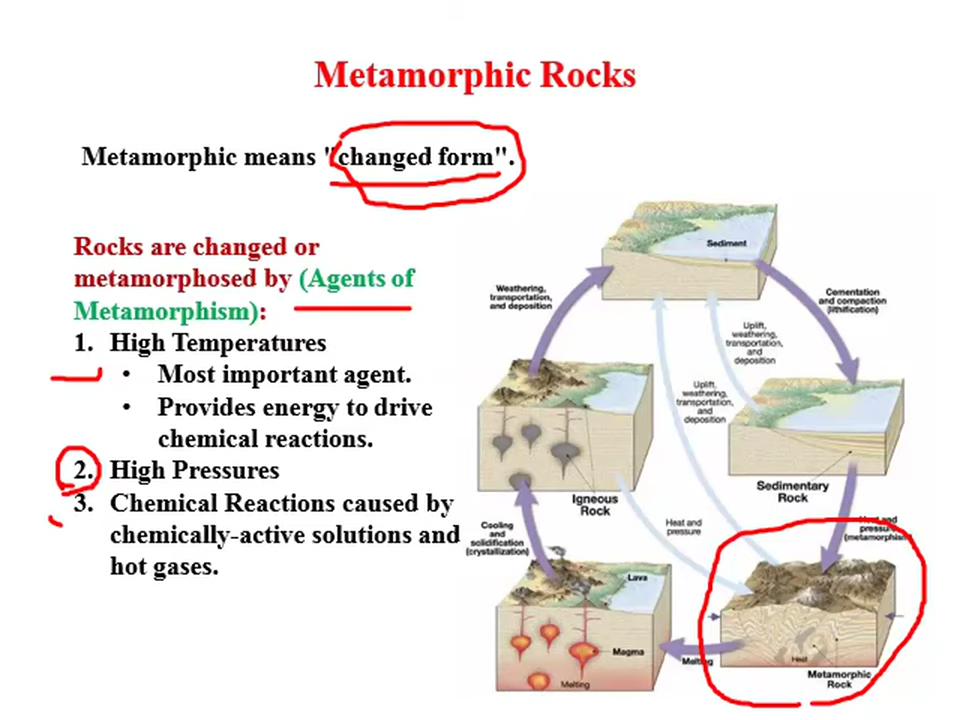 Metamorphic Rocks
Metamorphic means "changed form".
Rocks are changed or
metamorphosed by (Agents of
Metamorphism):
1. High Temperatures
• Most important agent.
• Provides energy to drive
chemical reactions.
2. High Pressures
3. Chemical Reactions caused by
chemically-active solutions and
hot gases.
Sediment
Weathering,
transportation,
and deposition
Cementation
and compaction
(lithification)
Uplift,
weathering,
transportation,
and
deposition
Uplift,
weathering,
transportation,
and
deposition
Igneous
Rock
Sedimentary
Rock
Cooling
and
solidification
(crystallization)
Heat and
pressure
Heat and
pressure
(metamorphism)
Lava
Magma
Melting
Melting
Heat
Metamorphic
Rock